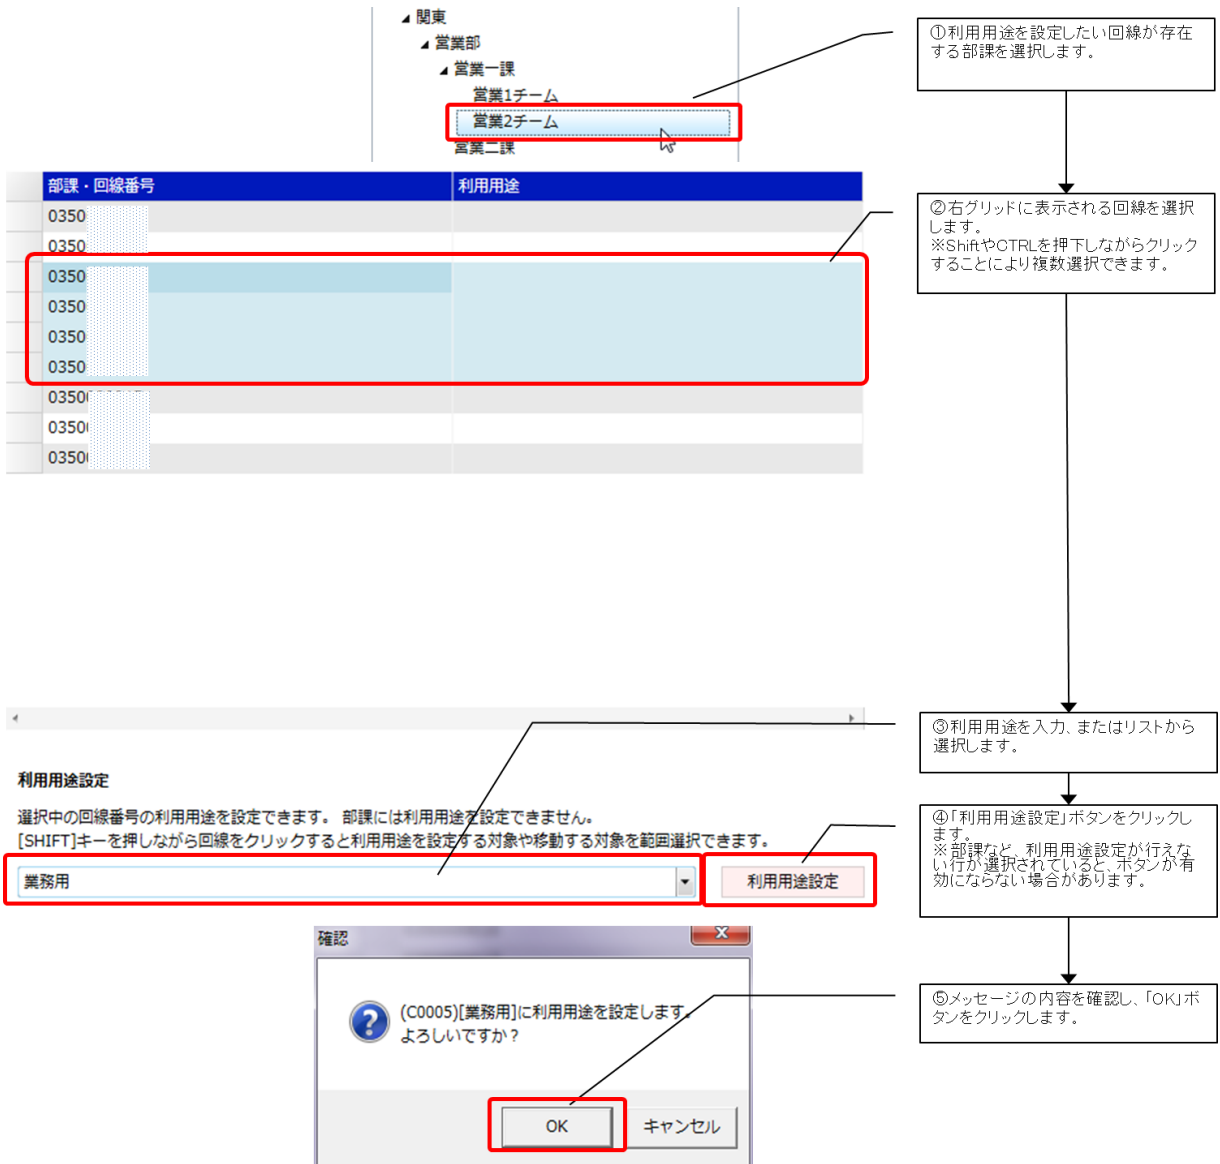 関東
営業部
営業一課
営業1チーム
営業2チーム
営業二課
①利用用途を設定したい回線が存在
する部課を選択します。
部課・回線番号
利用用途
0350
0350
0350
0350
0350
0350
0350
0350
0350
②右グリッドに表示される回線を選択
します。
※ShiftやCTRLを押下しながらクリック
することにより複数選択できます。
③利用用途を入力、またはリストから
選択します。
利用用途設定
選択中の回線番号の利用用途を設定できます。 部課には利用用途を設定できません。
[SHIFT]キーを押しながら回線をクリックすると利用用途を設定する対象や移動する対象を範囲選択できます。
業務用
利用用途設定
④「利用用途設定」ボタンをクリックし
ます。
※部課など、利用用途設定が行えな
い行が選択されていると、ボタンが有
効にならない場合があります。
確認
(C0005)[業務用]に利用用途を設定します。
よろしいですか？
OK
キャンセル
⑤メッセージの内容を確認し、「OK」ボ
タンをクリックします。